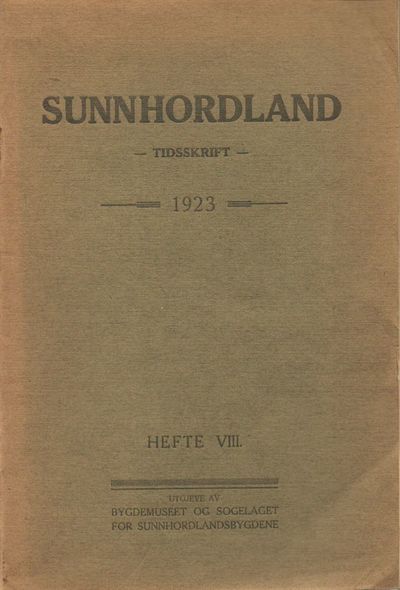 SUNNHORDLAND
— TIDSSKRIFT —
1923
HEFTE VIII.
UTGJEVE AV
BYGDEMUSEET OG SOGELAGET
FOR SUNNHORDLANDSBYGDENE